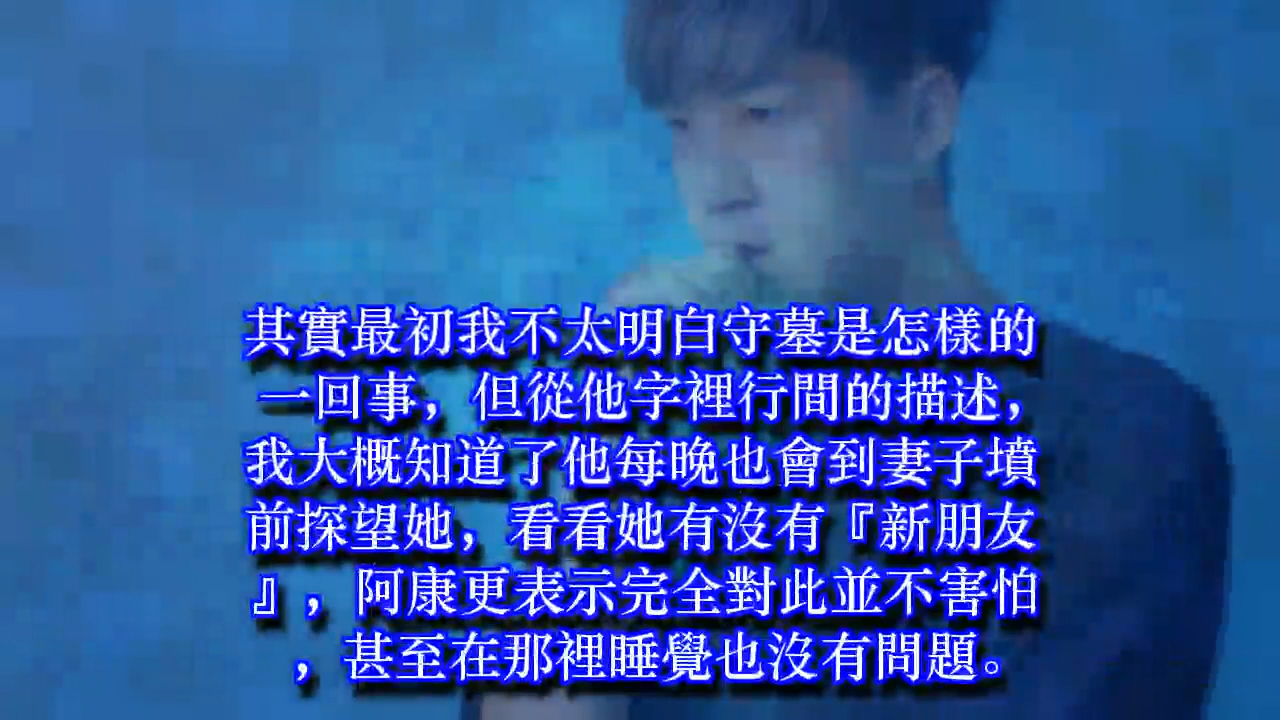 其實最初我不太明白守墓是怎樣的
一回事，但從他字裡行間的描述，
我大概知道了他每晚也會到妻子墳
前探望她，看看她有沒有『新朋友
』，阿康更表示完全對此並不害怕
，甚至在那裡睡覺也沒有問題。